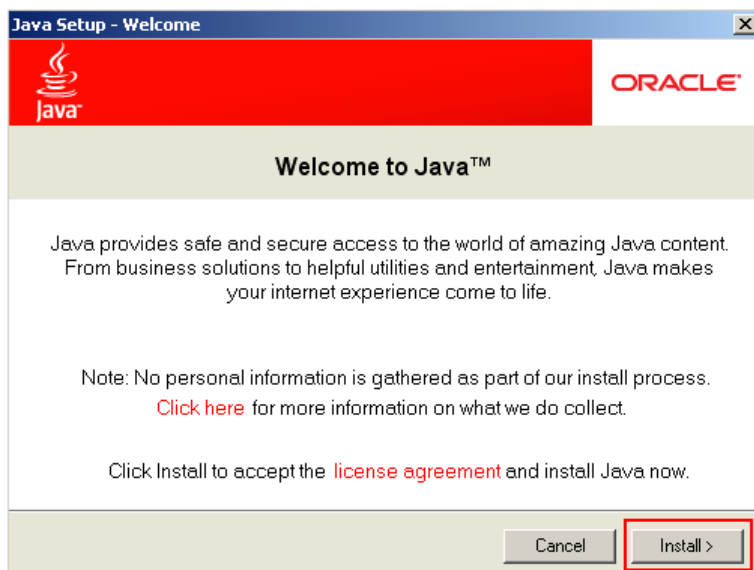 Java Setup - Welcome
Java™
ORACLE®
Welcome to Java™
Java provides safe and secure access to the world of amazing Java content.
From business solutions to helpful utilities and entertainment, Java makes
your internet experience come to life.
Note: No personal information is gathered as part of our install process.
Click here for more information on what we do collect.
Click Install to accept the license agreement and install Java now.
Cancel
Install >